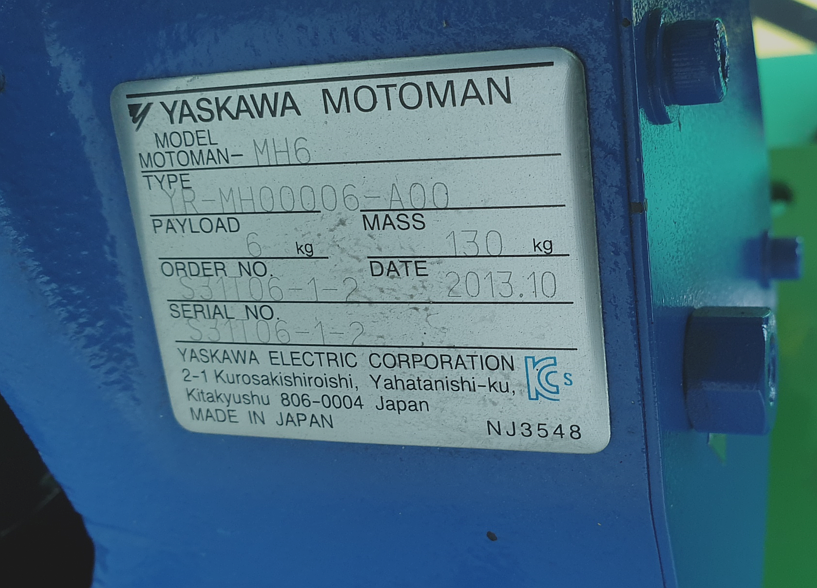 YASKAWA MOTOMAN
MODEL
MOTOMAN- MH6
TYPE
YR-MH00006-A00
PAYLOAD 6 kg MASS 130 kg
ORDER NO. S31T06-1-2 DATE 2013.10
SERIAL NO.
S31T06-1-2
YASKAWA ELECTRIC CORPORATION
2-1 Kurosakishiroishi, Yahatanishi-ku,
Kitakyushu 806-0004 Japan
MADE IN JAPAN
KCs
NJ3548